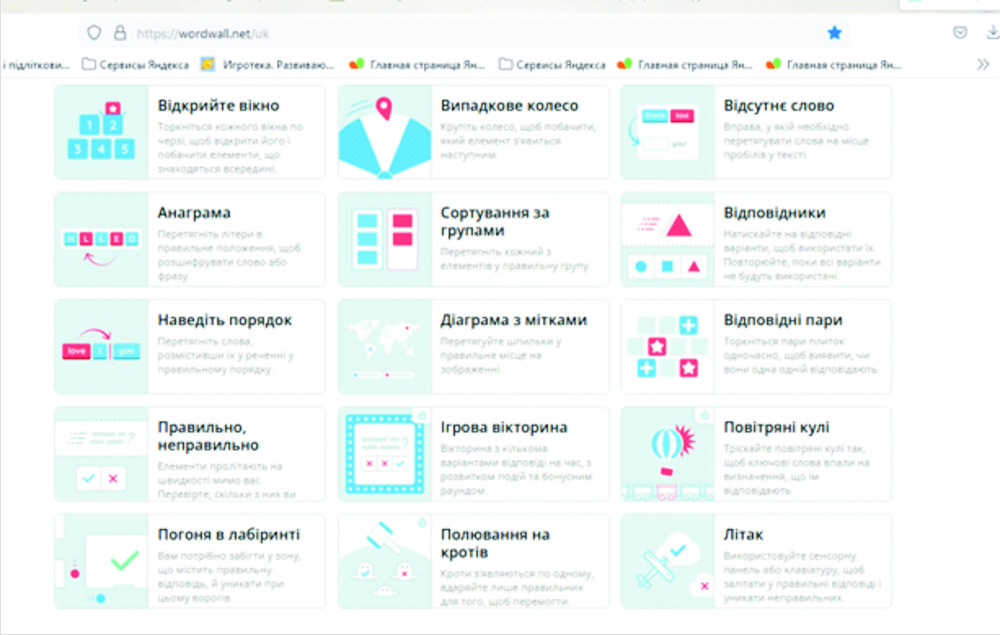 https://wordwall.net/uk
і підліткови...
Сервисы Яндекса
Игротека. Развиваю...
Главная страница Ян...
Сервисы Яндекса
Главная страница Ян...
Главная страница Ян...
1 2
3 4 5
Відкрийте вікно
Торкніться кожного вікна по
черзі, щоб відкрити його і
побачити елементи, що
знаходяться всередині.
Випадкове колесо
Крутіть колесо, щоб побачити,
який елемент з'явиться
наступним.
thank taxi
you!
Відсутнє слово
Вправа, у якій необхідно
перетягувати слова на місце
пробілів у тексті.
H L L E O
Анаграма
Перетягніть літери в
правильне положення, щоб
розшифрувати слово або
фразу.
Сортування за
групами
Перетягніть кожний з
елементів у правильну групу.
Відповідники
Натискайте на відповідні
варіанти, щоб використати їх.
Повторюйте, поки всі варіанти
не будуть використані.
love I you
Наведіть порядок
Перетягніть слова,
розмістивши їх у реченні у
правильному порядку.
Діаграма з мітками
Перетягуйте шпильки у
правильне місце на
зображенні.
Відповідні пари
Торкніться пари плиток
одночасно, щоб виявити, чи
вони одна одній відповідають.
?
Правильно,
неправильно
Елементи пролітають на
швидкості мимо вас.
Перевірте, скільки з них ви
?
Ігрова вікторина
Вікторина з кількома
варіантами відповіді на час, з
розвитком подій та бонусним
раундом.
Повітряні кулі
Тріскайте повітряні кулі так,
щоб ключові слова впали на
визначення, що їм
відповідають.
Погоня в лабіринті
Вам потрібно забігти у зону,
що містить правильну
відповідь, й уникати при
цьому ворогів.
Полювання на
кротів
Кроти з'являються по одному,
вдаряйте лише правильних
для того, щоб перемогти.
Літак
Використовуйте сенсорну
панель або клавіатуру, щоб
залітати у правильні відповіді і
уникати неправильних.